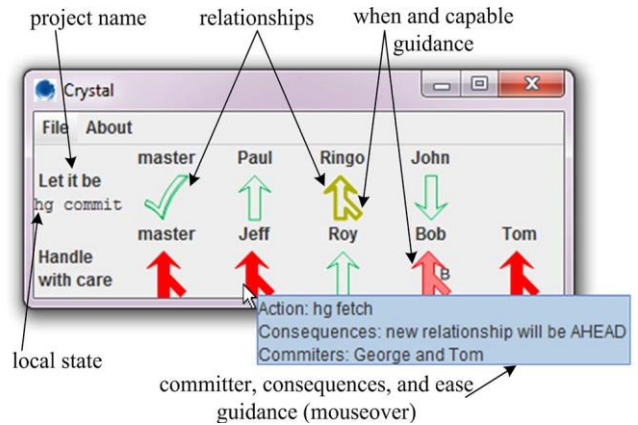 project name
relationships
when and capable
guidance
Crystal
File About
master Paul Ringo John
Let it be
hg commit
master Jeff Roy Bob Tom
Handle
with care
B
Action: hg fetch
Consequences: new relationship will be AHEAD
Commiters: George and Tom
local state
committer, consequences, and ease
guidance (mouseover)